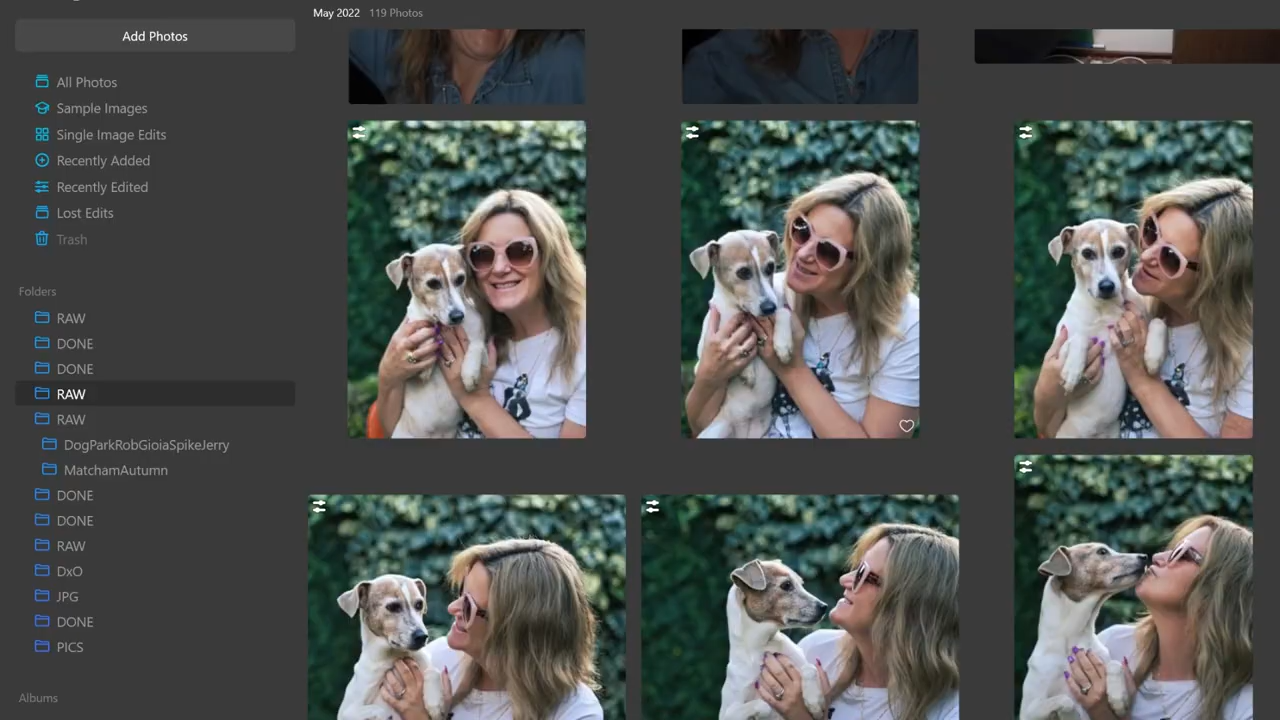 May 2022 119 Photos
Add Photos
All Photos
Sample Images
Single Image Edits
Recently Added
Recently Edited
Lost Edits
Trash
Folders
RAW
DONE
DONE
RAW
RAW
DogParkRobGioiaSpikeJerry
MatchamAutumn
DONE
DONE
RAW
DxO
JPG
DONE
PICS
Albums